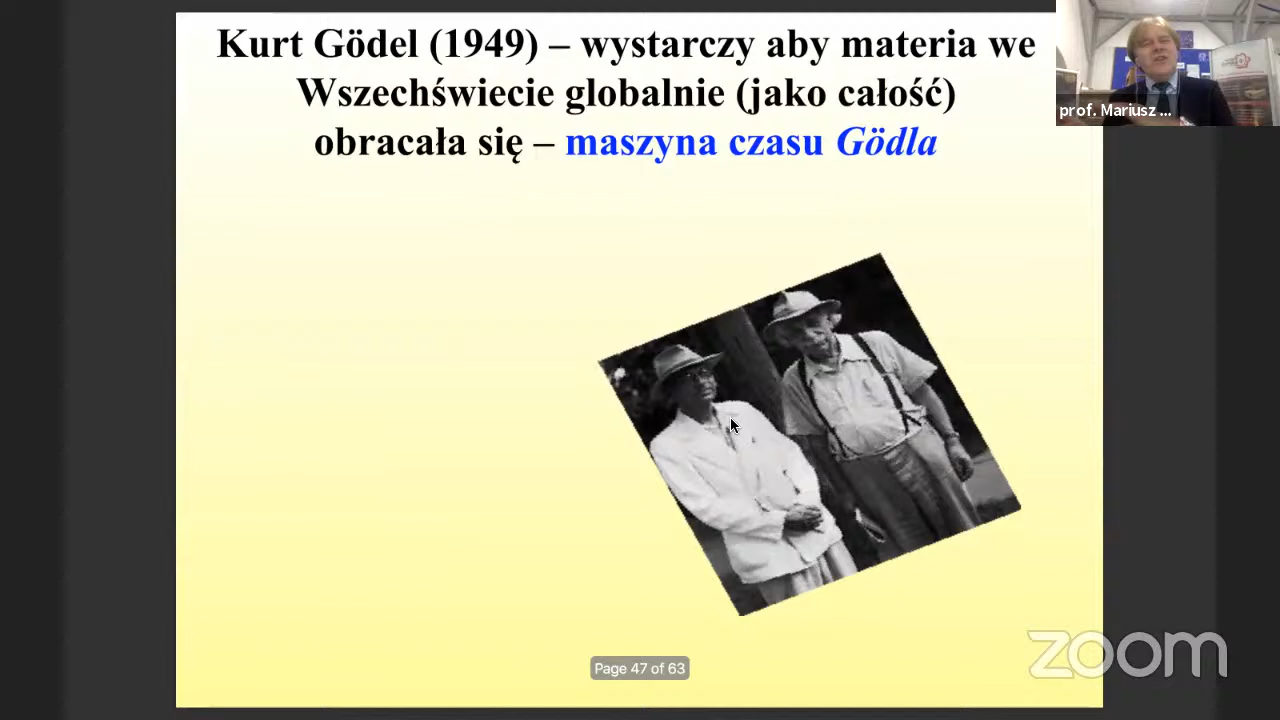 Kurt Gödel (1949) – wystarczy aby materia we
Wszechświecie globalnie (jako całość)
obracała się – maszyna czasu Gödla
prof. Mariusz ...
Page 47 of 63
zoom